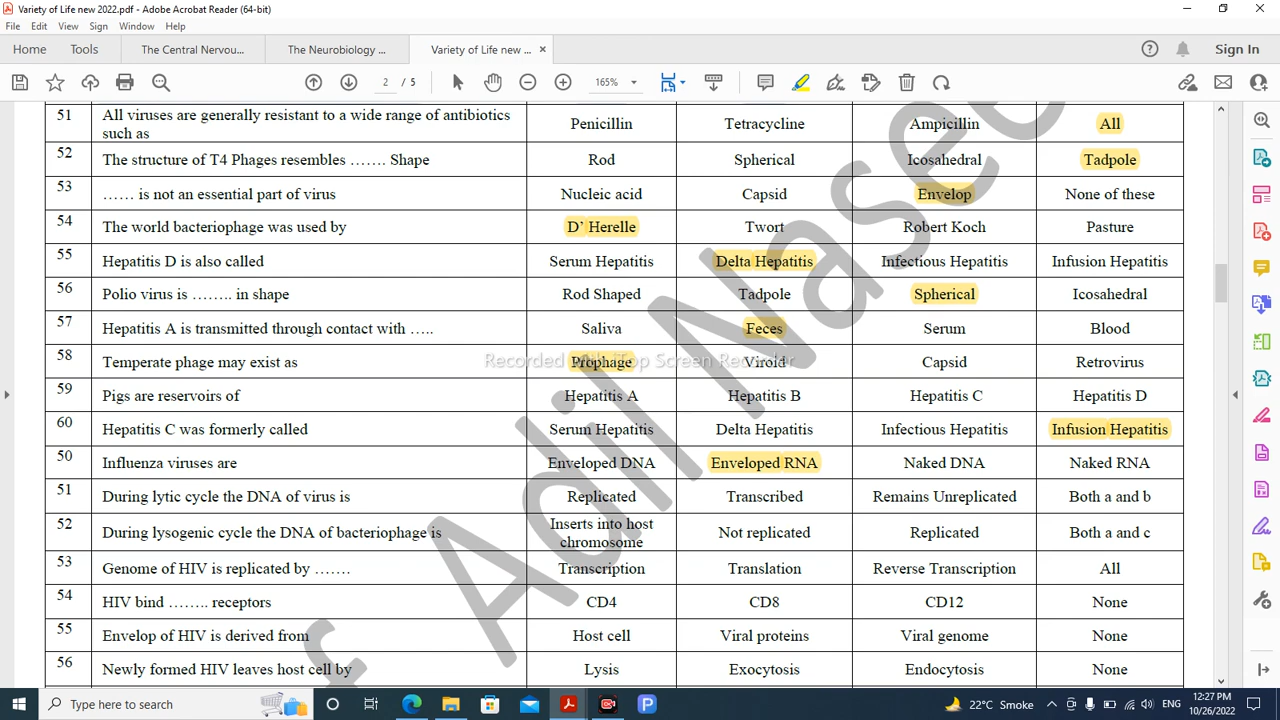 Variety of Life new 2022.pdf - Adobe Acrobat Reader (64-bit)
File Edit View Sign Window Help
Home Tools The Central Nervou... The Neurobiology ... Variety of Life new ... × Sign In
2 / 5 165%
51 All viruses are generally resistant to a wide range of antibiotics such as Penicillin Tetracycline Ampicillin All
52 The structure of T4 Phages resembles ……. Shape Rod Spherical Icosahedral Tadpole
53 …… is not an essential part of virus Nucleic acid Capsid Envelop None of these
54 The world bacteriophage was used by D’ Herelle Twort Robert Koch Pasture
55 Hepatitis D is also called Serum Hepatitis Delta Hepatitis Infectious Hepatitis Infusion Hepatitis
56 Polio virus is …….. in shape Rod Shaped Tadpole Spherical Icosahedral
57 Hepatitis A is transmitted through contact with ….. Saliva Feces Serum Blood
58 Temperate phage may exist as Prophage Viroid Capsid Retrovirus
Recorded with iTop Screen Recorder
59 Pigs are reservoirs of Hepatitis A Hepatitis B Hepatitis C Hepatitis D
60 Hepatitis C was formerly called Serum Hepatitis Delta Hepatitis Infectious Hepatitis Infusion Hepatitis
50 Influenza viruses are Enveloped DNA Enveloped RNA Naked DNA Naked RNA
51 During lytic cycle the DNA of virus is Replicated Transcribed Remains Unreplicated Both a and b
52 During lysogenic cycle the DNA of bacteriophage is Inserts into host chromosome Not replicated Replicated Both a and c
53 Genome of HIV is replicated by ……. Transcription Translation Reverse Transcription All
54 HIV bind …….. receptors CD4 CD8 CD12 None
55 Envelop of HIV is derived from Host cell Viral proteins Viral genome None
56 Newly formed HIV leaves host cell by Lysis Exocytosis Endocytosis None
Adil Nasee
Type here to search
22°C Smoke ENG 12:27 PM
10/26/2022